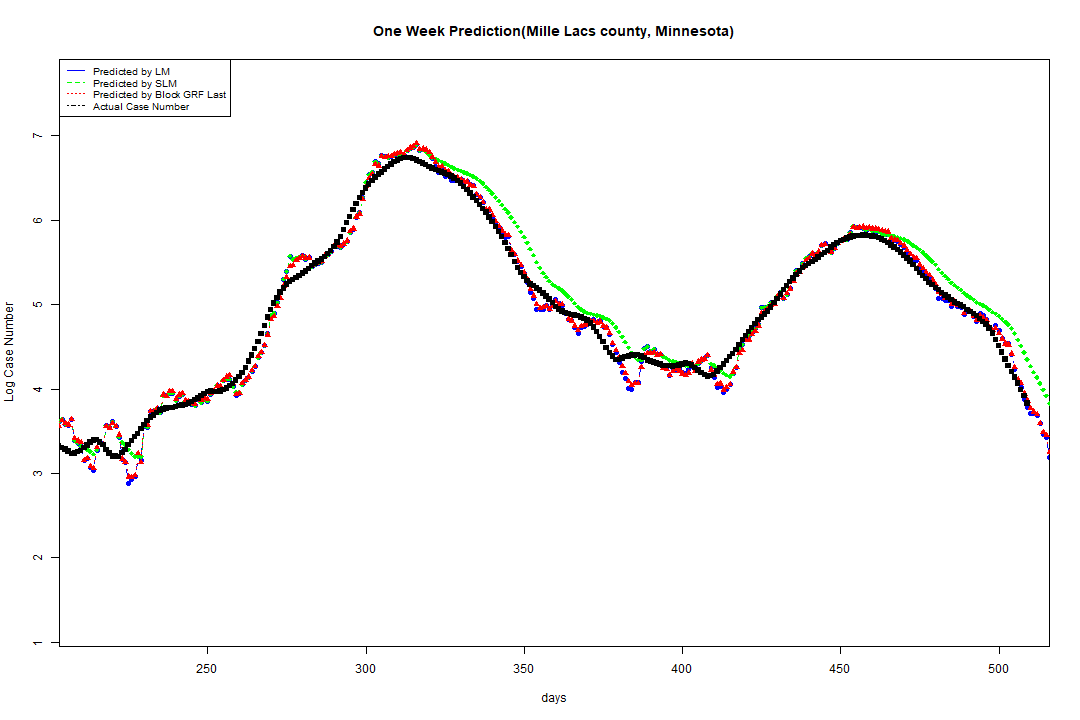 One Week Prediction(Mille Lacs county, Minnesota)
Predicted by LM
Predicted by SLM
Predicted by Block GRF Last
Actual Case Number
7
6
5
4
3
2
1
Log Case Number
250 300 350 400 450 500
days